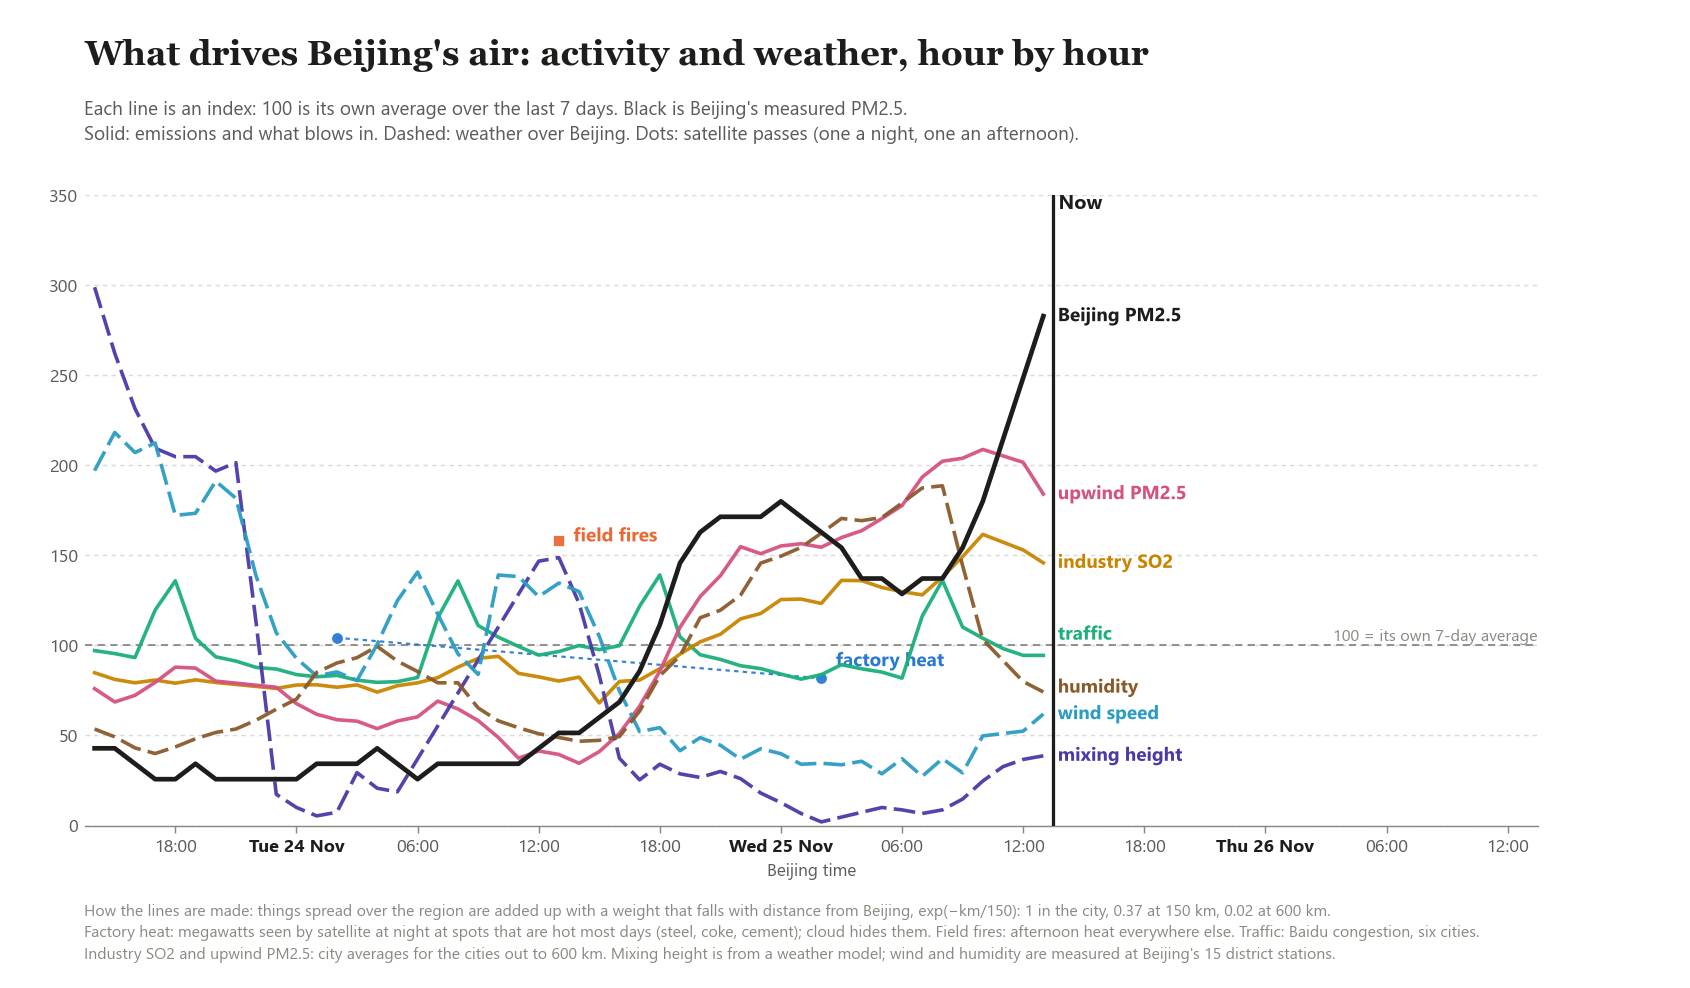 What drives Beijing's air: activity and weather, hour by hour
Each line is an index: 100 is its own average over the last 7 days. Black is Beijing's measured PM2.5.
Solid: emissions and what blows in. Dashed: weather over Beijing. Dots: satellite passes (one a night, one an afternoon).
350
300
250
200
150
100
50
0
Now
Beijing PM2.5
upwind PM2.5
field fires
industry SO2
traffic
100 = its own 7-day average
factory heat
humidity
wind speed
mixing height
18:00
Tue 24 Nov
06:00
12:00
18:00
Wed 25 Nov
06:00
12:00
18:00
Thu 26 Nov
06:00
12:00
Beijing time
How the lines are made: things spread over the region are added up with a weight that falls with distance from Beijing, exp(−km/150): 1 in the city, 0.37 at 150 km, 0.02 at 600 km.
Factory heat: megawatts seen by satellite at night at spots that are hot most days (steel, coke, cement); cloud hides them. Field fires: afternoon heat everywhere else. Traffic: Baidu congestion, six cities.
Industry SO2 and upwind PM2.5: city averages for the cities out to 600 km. Mixing height is from a weather model; wind and humidity are measured at Beijing's 15 district stations.